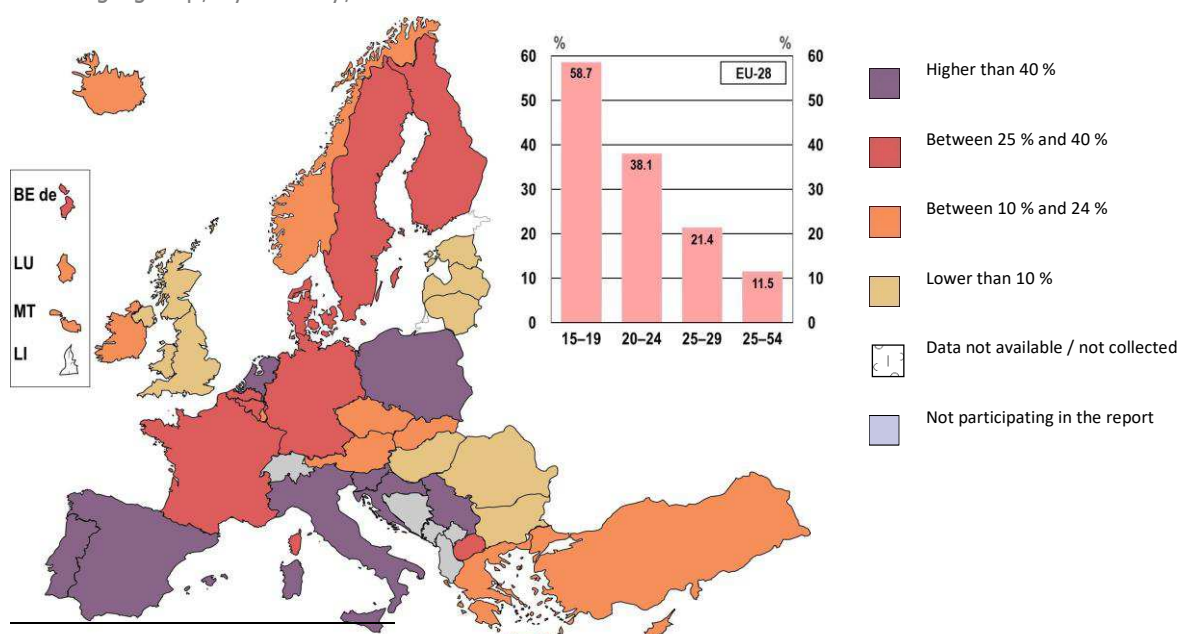 %
%
60
60
58.7
EU-28
50
50
40
40
38.1
30
30
21.4
20
20
11.5
10
10
0
0
15–19
20–24
25–29
25–54
BE de
LU
MT
LI
Higher than 40 %
Between 25 % and 40 %
Between 10 % and 24 %
Lower than 10 %
Data not available / not collected
Not participating in the report